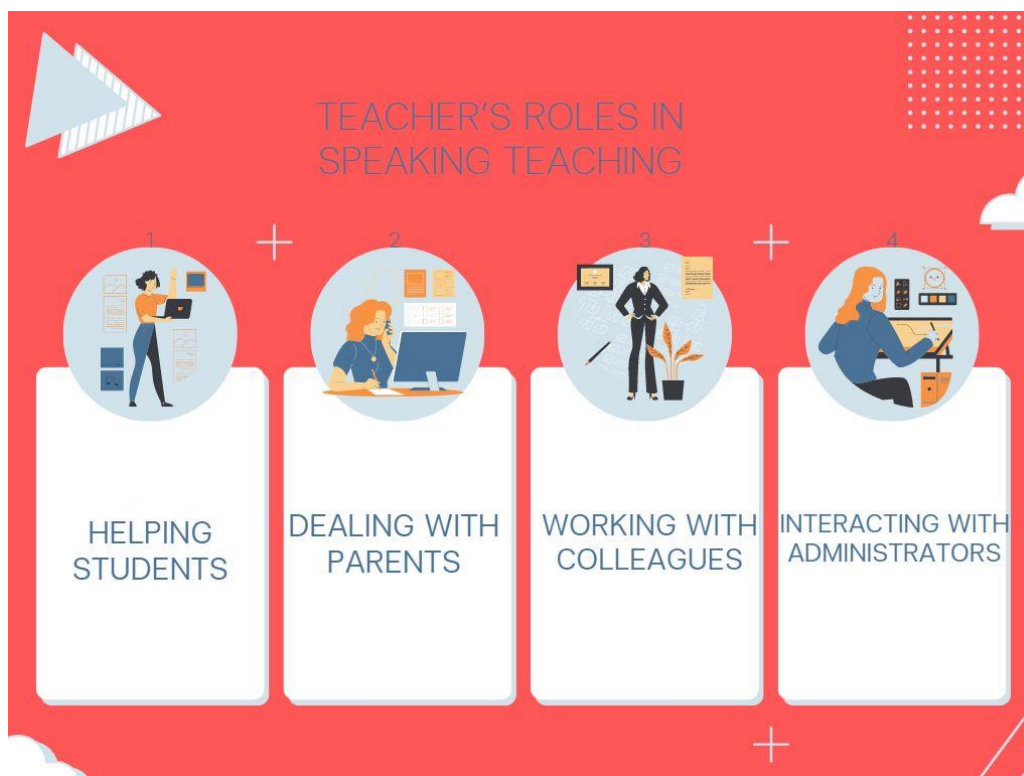 TEACHER'S ROLES IN
SPEAKING TEACHING
1
2
3
4
HELPING
STUDENTS
DEALING WITH
PARENTS
WORKING WITH
COLLEAGUES
INTERACTING WITH
ADMINISTRATORS